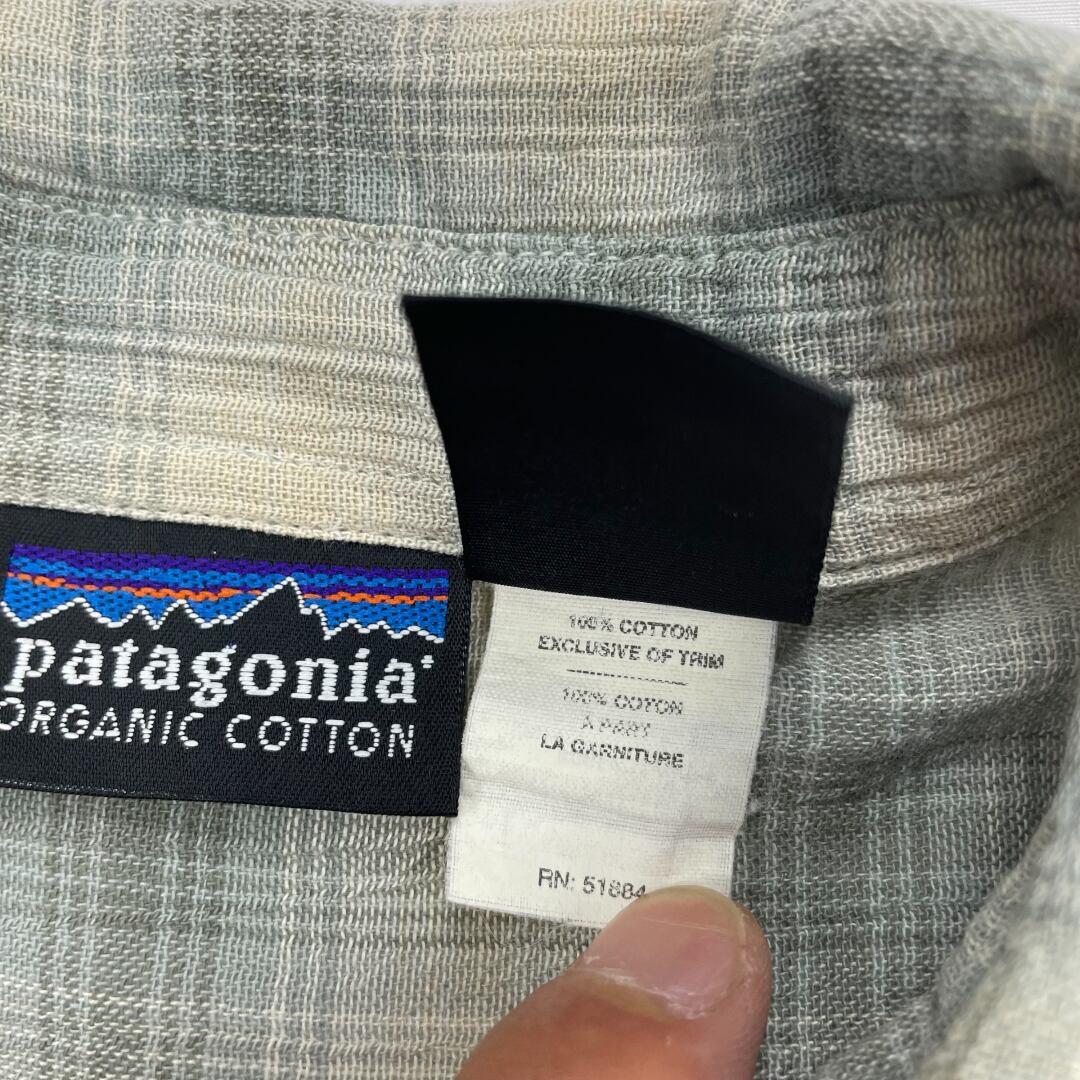 patagonia
ORGANIC COTTON
100% COTTON
EXCLUSIVE OF TRIM
100% COTON
À PART
LA GARNITURE
RN: 51884